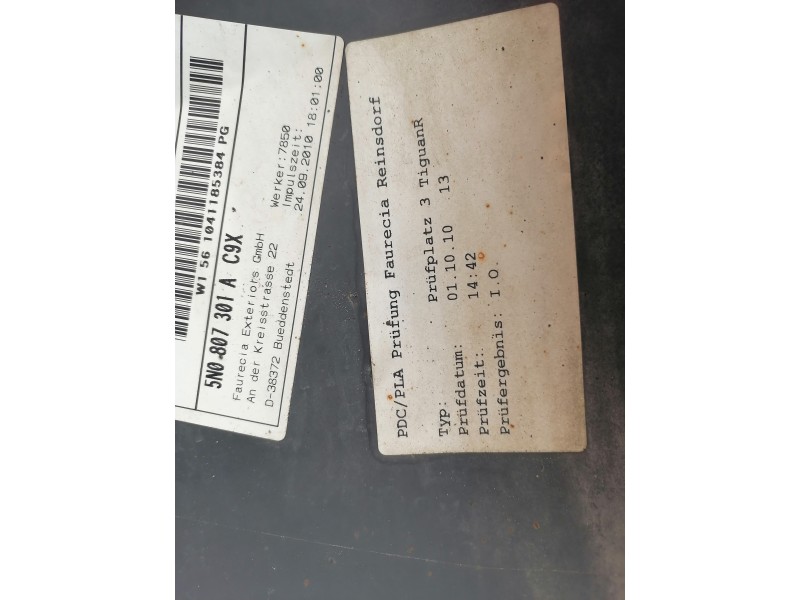 W1 56 1041185384 PG
5N0 807 301 A C9X
Faurecia Exteriors GmbH
An der Kreisstrasse 22
D-38372 Bueddenstedt
Werker:7850
Impulszeit:
24.09.2010 18:01:00
PDC/PLA Prüfung Faurecia Reinsdorf
Typ: Prüfplatz 3 TiguanR
Prüfdatum: 01.10.10 13
Prüfzeit: 14:42
Prüfergebnis: I.O.